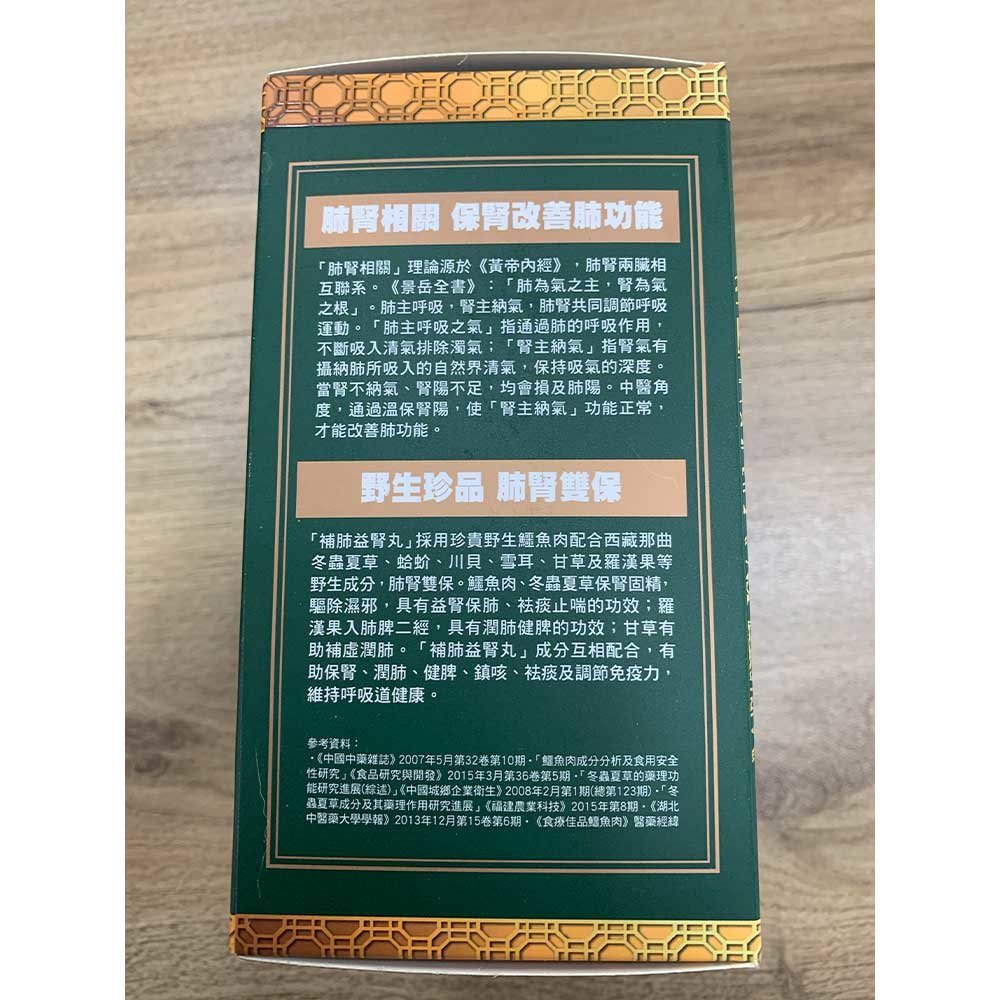 肺腎相關 保腎改善肺功能
「肺腎相關」理論源於《黃帝內經》，肺腎兩臟相
互聯系。《景岳全書》：「肺為氣之主，腎為氣
之根」。肺主呼吸，腎主納氣，肺腎共同調節呼吸
運動。「肺主呼吸之氣」指通過肺的呼吸作用，
不斷吸入清氣排除濁氣；「腎主納氣」指腎氣有
攝納肺所吸入的自然界清氣，保持吸氣的深度。
當腎不納氣、腎陽不足，均會損及肺陽。中醫角
度，通過溫保腎陽，使「腎主納氣」功能正常，
才能改善肺功能。
野生珍品 肺腎雙保
「補肺益腎丸」採用珍貴野生鱷魚肉配合西藏那曲
冬蟲夏草、蛤蚧、川貝、雪耳、甘草及羅漢果等
野生成分，肺腎雙保。鱷魚肉、冬蟲夏草保腎固精，
驅除濕邪，具有益腎保肺、祛痰止喘的功效；羅
漢果入肺脾二經，具有潤肺健脾的功效；甘草有
助補虛潤肺。「補肺益腎丸」成分互相配合，有
助保腎、潤肺、健脾、鎮咳、祛痰及調節免疫力，
維持呼吸道健康。
參考資料：
·《中國中藥雜誌》2007年5月第32卷第10期·「鱷魚肉成分分析及食用安全
性研究」《食品研究與開發》2015年3月第36卷第5期·「冬蟲夏草的藥理功
能研究進展(綜述)」《中國城鄉企業衛生》2008年2月第1期(總第123期)·「冬
蟲夏草成分及其藥理作用研究進展」《福建農業科技》2015年第8期·《湖北
中醫藥大學學報》2013年12月第15卷第6期·《食療佳品鱷魚肉》醫藥經緯